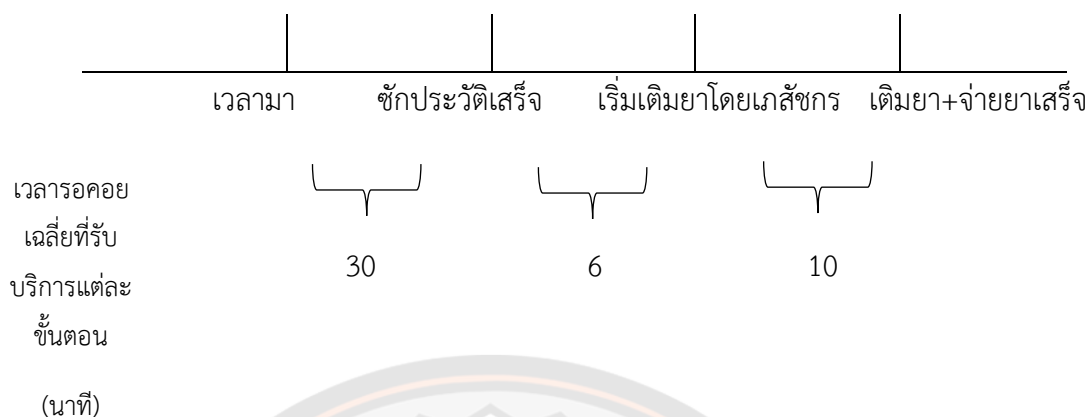 เวลามา ซักประวัติเสร็จ เริ่มเติมยาโดยเภสัชกร เติมยา+จ่ายยาเสร็จ
เวลารอคอย
เฉลี่ยที่รับ
บริการแต่ละ
ขั้นตอน
(นาที)
30 6 10